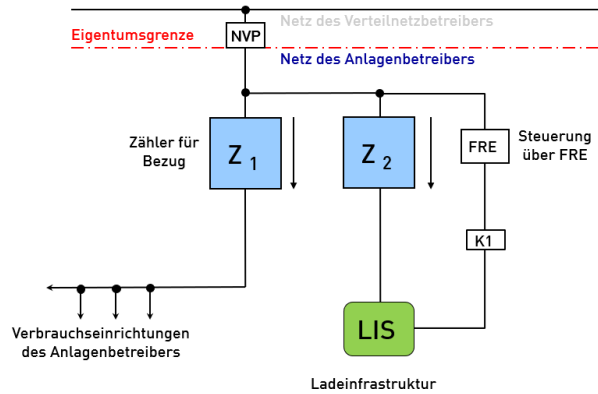 Netz des Verteilnetzbetreibers
Eigentumsgrenze
NVP
Netz des Anlagenbetreibers
Zähler für
Bezug
Z 1
Z 2
FRE
Steuerung
über FRE
K1
LIS
Verbrauchseinrichtungen
des Anlagenbetreibers
Ladeinfrastruktur